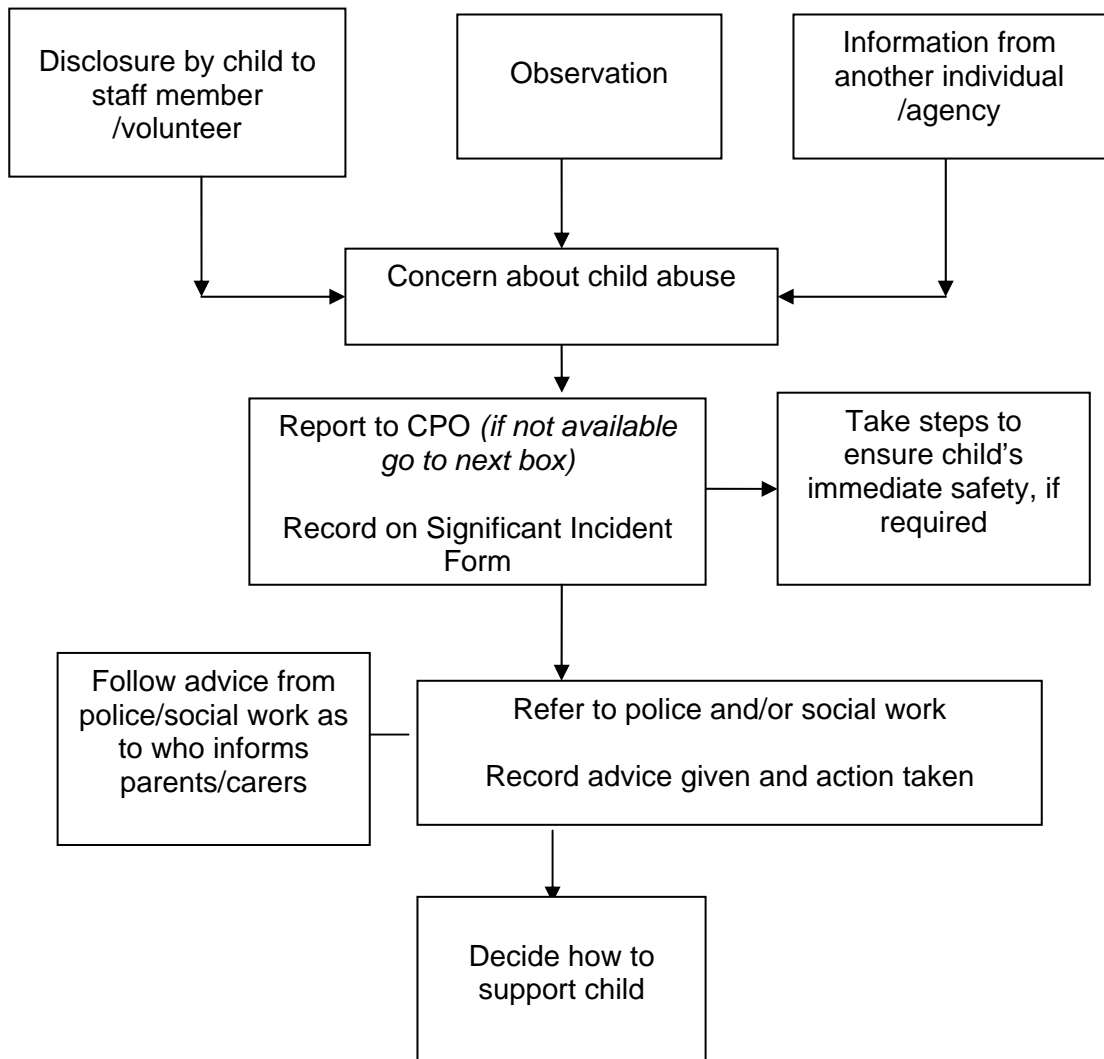 Disclosure by child to
staff member
/volunteer
Observation
Information from
another individual
/agency
Concern about child abuse
Report to CPO (if not available
go to next box)
Record on Significant Incident
Form
Take steps to
ensure child’s
immediate safety, if
required
Follow advice from
police/social work as
to who informs
parents/carers
Refer to police and/or social work
Record advice given and action taken
Decide how to
support child